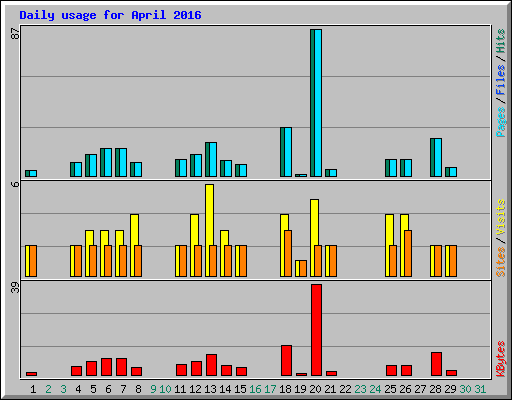 Daily usage for April 2016
87
Pages / Files / Hits
6
Sites / Visits
39
KBytes
1 2 3 4 5 6 7 8 9 10 11 12 13 14 15 16 17 18 19 20 21 22 23 24 25 26 27 28 29 30 31